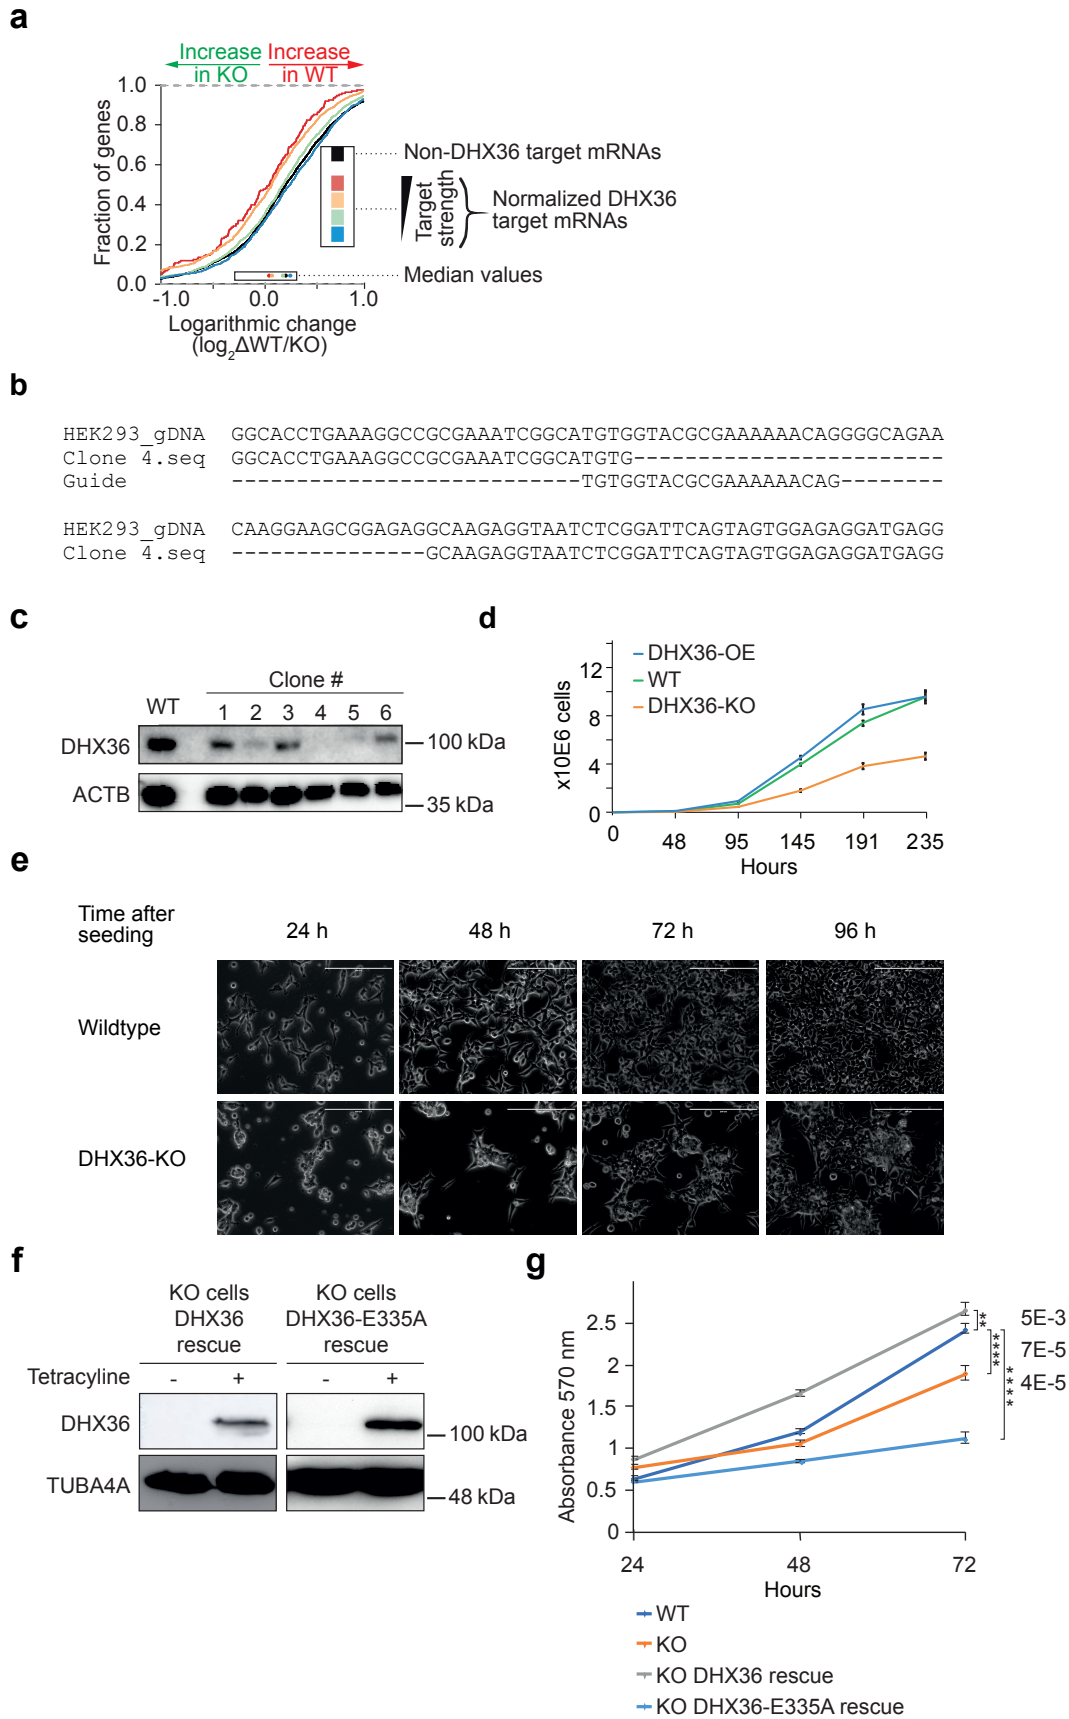 a
Increase Increase
in KO in WT
1.0
0.8
0.6
0.4
0.2
0.0
Fraction of genes
-1.0 0.0 1.0
Logarithmic change
(log2ΔWT/KO)
Non-DHX36 target mRNAs
Target
strength
Normalized DHX36
target mRNAs
Median values
b
HEK293_gDNA GGCACCTGAAAGGCCGCGAAATCGGCATGTGGTACGCGAAAAAACAGGGGCAGAA
Clone 4.seq GGCACCTGAAAGGCCGCGAAATCGGCATGTG------------------------
Guide ---------------------------TGTGGTACGCGAAAAAACAG--------
HEK293_gDNA CAAGGAAGCGGAGAGGCAAGAGGTAATCTCGGATTCAGTAGTGGAGAGGATGAGG
Clone 4.seq ---------------GCAAGAGGTAATCTCGGATTCAGTAGTGGAGAGGATGAGG
c
Clone #
WT 1 2 3 4 5 6
DHX36
100 kDa
ACTB
35 kDa
d
DHX36-OE
WT
DHX36-KO
x10E6 cells
12
8
4
0
0 48 95 145 191 235
Hours
e
Time after
seeding
24 h 48 h 72 h 96 h
Wildtype
DHX36-KO
f
KO cells
DHX36
rescue
KO cells
DHX36-E335A
rescue
Tetracyline - + - +
DHX36
100 kDa
TUBA4A
48 kDa
g
Absorbance 570 nm
2.5
2
1.5
1
0.5
0
24 48 72
Hours
**
****
****
5E-3
7E-5
4E-5
WT
KO
KO DHX36 rescue
KO DHX36-E335A rescue